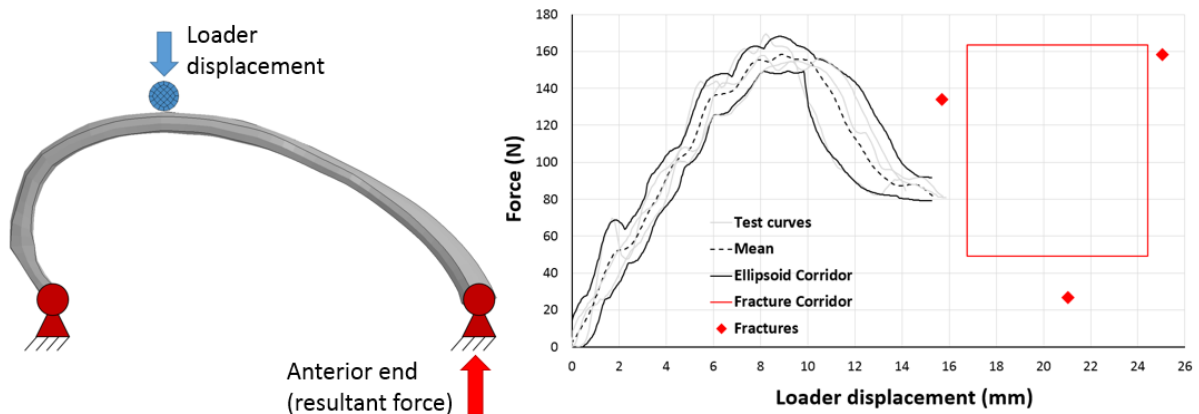 Loader
displacement
Anterior end
(resultant force)
Force (N)
180
160
140
120
100
80
60
40
20
0
Test curves
Mean
Ellipsoid Corridor
Fracture Corridor
Fractures
0 2 4 6 8 10 12 14 16 18 20 22 24 26
Loader displacement (mm)